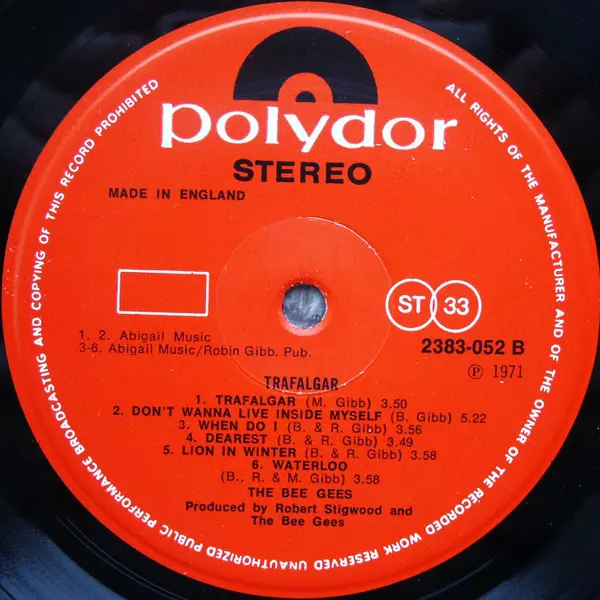 polydor
STEREO
MADE IN ENGLAND
ST 33
1. 2. Abigail Music
3-6. Abigail Music/Robin Gibb. Pub.
2383-052 B
℗ 1971
TRAFALGAR
1. TRAFALGAR (M. Gibb) 3.50
2. DON'T WANNA LIVE INSIDE MYSELF (B. Gibb) 5.22
3. WHEN DO I (B. & R. Gibb) 3.56
4. DEAREST (B. & R. Gibb) 3.49
5. LION IN WINTER (B. & R. Gibb) 3.58
6. WATERLOO
(B., R. & M. Gibb) 3.58
THE BEE GEES
Produced by Robert Stigwood and
The Bee Gees
ALL RIGHTS OF THE MANUFACTURER AND OF THE OWNER OF THE RECORDED WORK RESERVED UNAUTHORIZED PUBLIC PERFORMANCE BROADCASTING AND COPYING OF THIS RECORD PROHIBITED